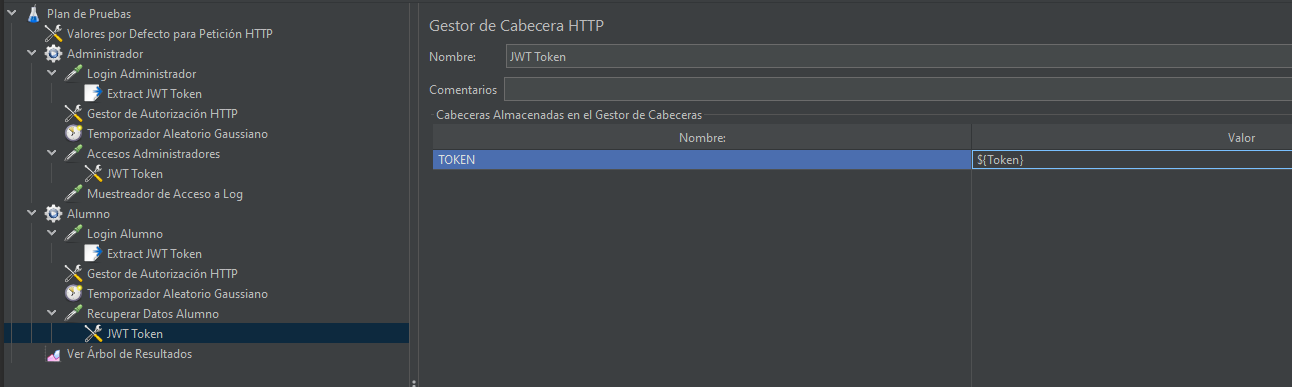 Plan de Pruebas
Valores por Defecto para Petición HTTP
Administrador
Login Administrador
Extract JWT Token
Gestor de Autorización HTTP
Temporizador Aleatorio Gaussiano
Accesos Administradores
JWT Token
Muestreador de Acceso a Log
Alumno
Login Alumno
Extract JWT Token
Gestor de Autorización HTTP
Temporizador Aleatorio Gaussiano
Recuperar Datos Alumno
JWT Token
Ver Árbol de Resultados
Gestor de Cabecera HTTP
Nombre: JWT Token
Comentarios
Cabeceras Almacenadas en el Gestor de Cabeceras
Nombre: Valor
TOKEN ${Token}